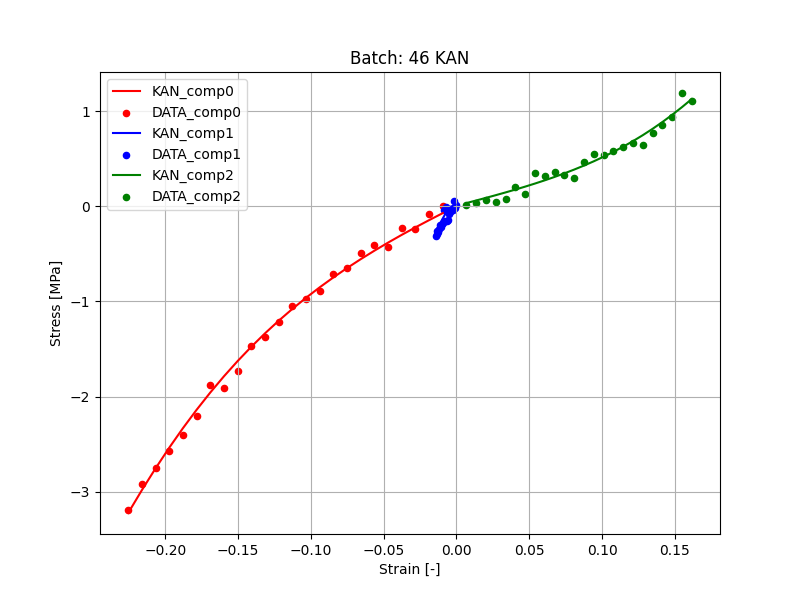 Batch: 46 KAN
KAN_comp0
DATA_comp0
KAN_comp1
DATA_comp1
KAN_comp2
DATA_comp2
1
0
−1
−2
−3
Stress [MPa]
−0.20 −0.15 −0.10 −0.05 0.00 0.05 0.10 0.15
Strain [-]